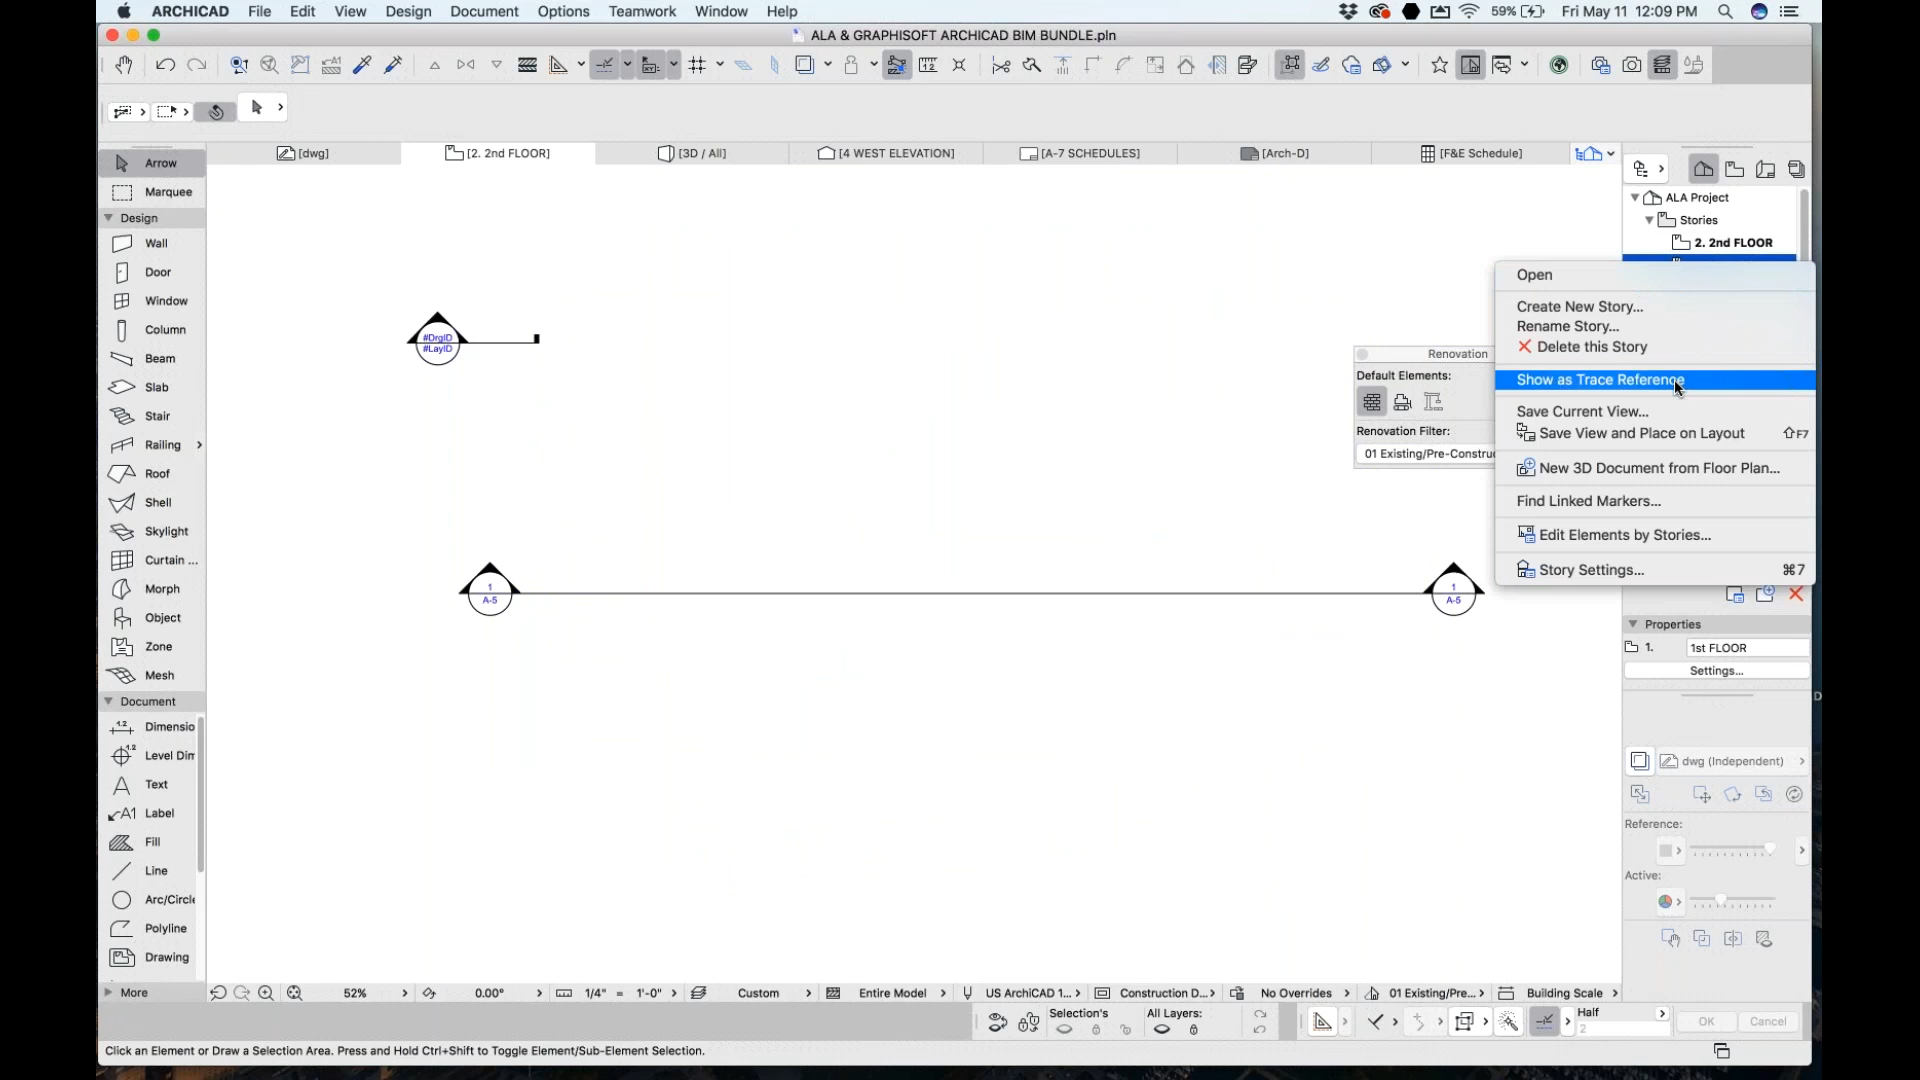 ARCHICAD File Edit View Design Document Options Teamwork Window Help
59% Fri May 11 12:09 PM
ALA & GRAPHISOFT ARCHICAD BIM BUNDLE.pln
[dwg]
[2. 2nd FLOOR]
[3D / All]
[4 WEST ELEVATION]
[A-7 SCHEDULES]
[Arch-D]
[F&E Schedule]
Arrow
Marquee
Design
Wall
Door
Window
Column
Beam
Slab
Stair
Railing
Roof
Shell
Skylight
Curtain ...
Morph
Object
Zone
Mesh
Document
1.2 Dimensio
1.2 Level Dim
Text
A1 Label
Fill
Line
Arc/Circle
Polyline
Drawing
More
#DrgID
#LayID
1
A-5
1
A-5
Renovation
Default Elements:
Renovation Filter:
01 Existing/Pre-Constru
ALA Project
Stories
2. 2nd FLOOR
Open
Create New Story...
Rename Story...
Delete this Story
Show as Trace Reference
Save Current View...
Save View and Place on Layout ⇧F7
New 3D Document from Floor Plan...
Find Linked Markers...
Edit Elements by Stories...
Story Settings... ⌘7
Properties
1. 1st FLOOR
Settings...
D
dwg (Independent)
Reference:
Active:
52% 0.00° 1/4" = 1'-0" Custom Entire Model US ArchiCAD 1... Construction D... No Overrides 01 Existing/Pre... Building Scale
Selection's
All Layers:
Half
2
OK
Cancel
Click an Element or Draw a Selection Area. Press and Hold Ctrl+Shift to Toggle Element/Sub-Element Selection.